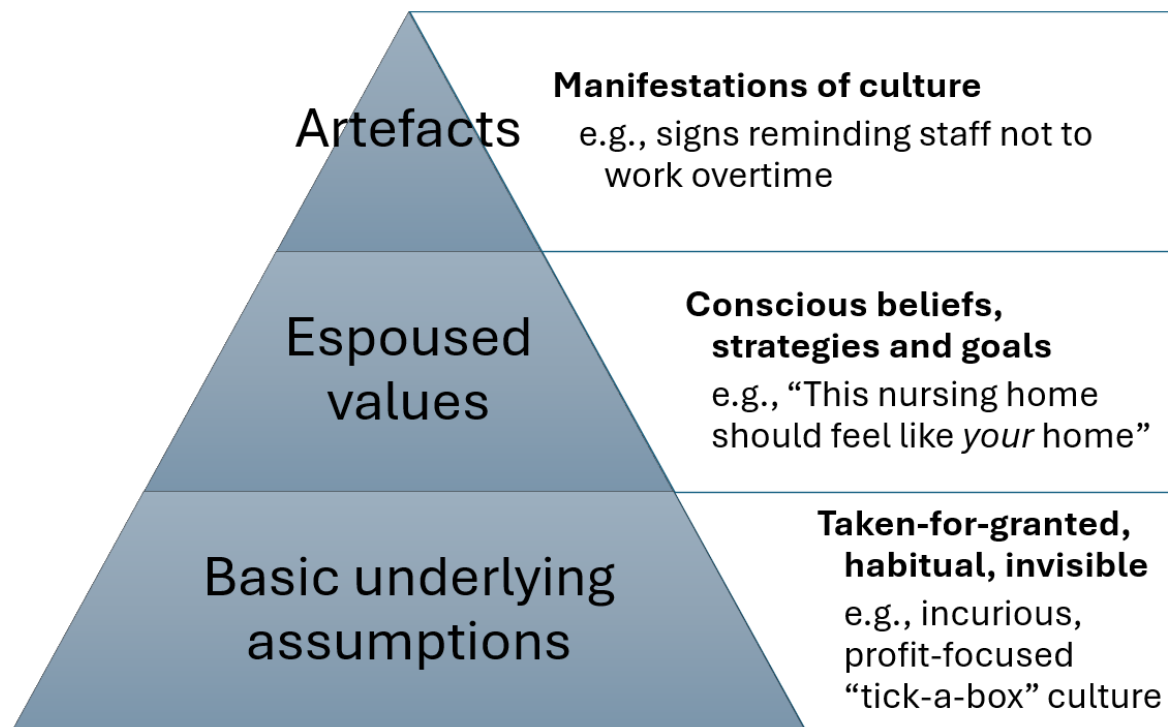 Artefacts
Manifestations of culture
e.g., signs reminding staff not to
work overtime
Espoused
values
Conscious beliefs,
strategies and goals
e.g., “This nursing home
should feel like your home”
Basic underlying
assumptions
Taken-for-granted,
habitual, invisible
e.g., incurious,
profit-focused
“tick-a-box” culture